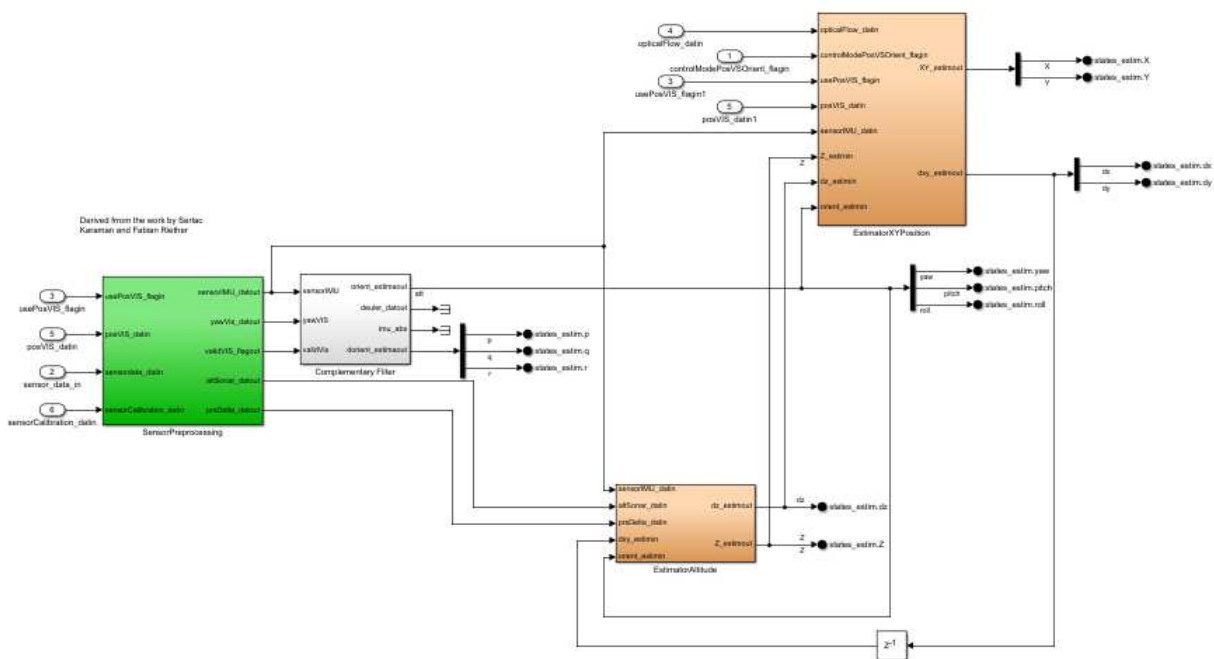 4
opticalFlow_datin
1
controlModePosVSOrient_flagin
3
usePosVIS_flagin1
5
posVIS_datin1
opticalFlow_datin
controlModePosVSOrient_flagin
usePosVIS_flagin
posVIS_datin
sensorIMU_datin
Z
Z_estimin
dz_estimin
orient_estimin
XY_estimout
dxy_estimout
EstimatorXYPosition
X
states_estim.X
Y
states_estim.Y
dx
states_estim.dx
dy
states_estim.dy
Derived from the work by Sertac
Karaman and Fabian Riether
3
usePosVIS_flagin
5
posVIS_datin
2
sensor_data_in
6
sensorCalibration_datin
usePosVIS_flagin
posVIS_datin
sensordata_datin
sensorCalibration_datin
sensorIMU_datout
yawVis_datout
validVIS_flagout
altSonar_datout
prsDelta_datout
SensorPreprocessing
sensorIMU
yawVIS
validVis
orient_estimaout
deuler_datout
imu_abs
dorient_estimaout
Complementary Filter
att
p
states_estim.p
q
states_estim.q
r
states_estim.r
yaw
states_estim.yaw
pitch
states_estim.pitch
roll
states_estim.roll
sensorIMU_datin
altSonar_datin
prsDelta_datin
dxy_estimin
orient_estimin
dz_estimout
Z_estimout
EstimatorAltitude
dz
states_estim.dz
Z
Z
states_estim.Z
Z-1